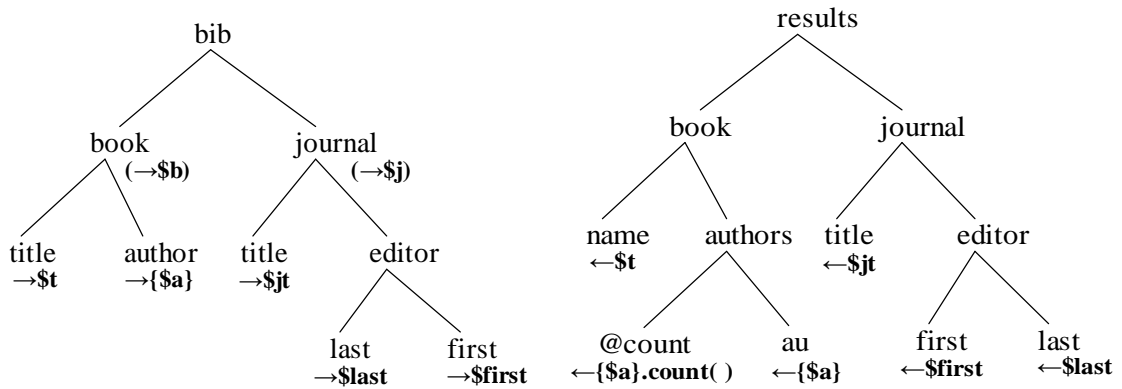 bib
book
(→$b)
journal
(→$j)
title
→$t
author
→{$a}
title
→$jt
editor
last
→$last
first
→$first
results
book
journal
name
←$t
authors
title
←$jt
editor
@count
←{$a}.count( )
au
←{$a}
first
←$first
last
←$last